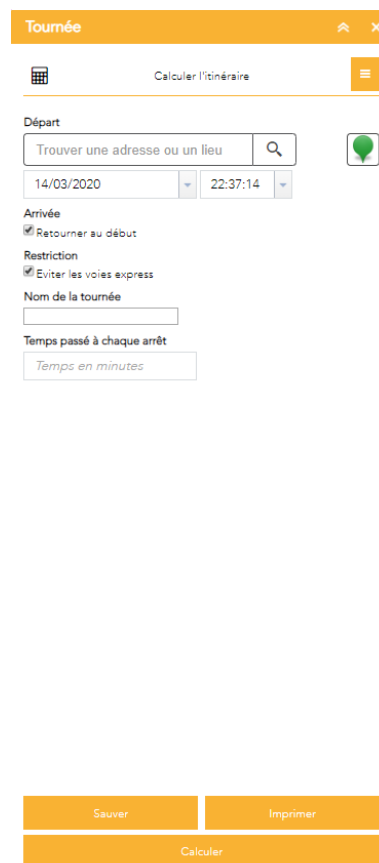 Tournée
Calculer l'itinéraire
Départ
Trouver une adresse ou un lieu
14/03/2020 22:37:14
Arrivée
Retourner au début
Restriction
Eviter les voies express
Nom de la tournée
Temps passé à chaque arrêt
Temps en minutes
Sauver Imprimer
Calculer